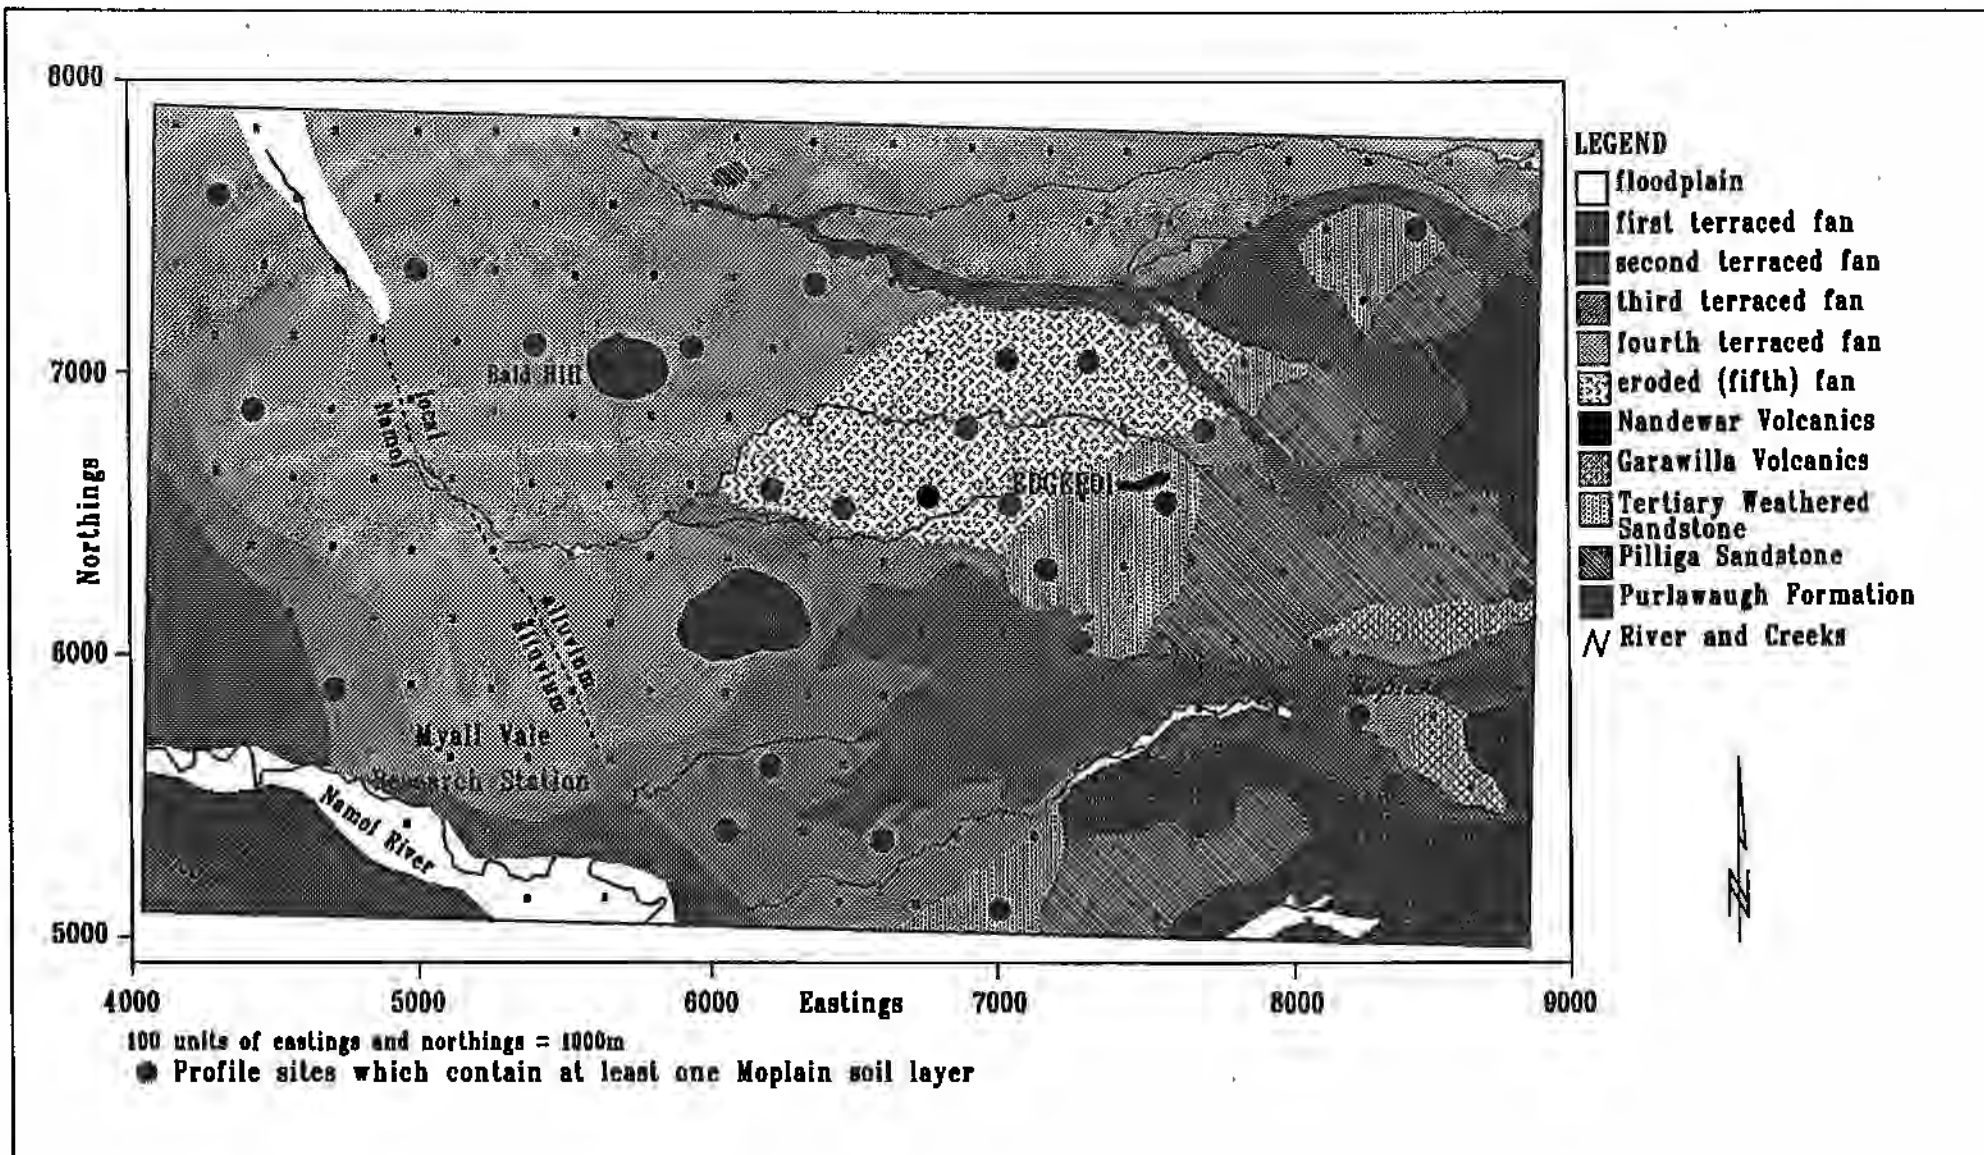 8000
7000
6000
5000
Northings
4000
5000
6000
Eastings
7000
8000
9000
Bald Hill
local
Namoi
alluvium
alluvium
EDGEROI
Myall Vale
Research Station
Namoi River
LEGEND
floodplain
first terraced fan
second terraced fan
third terraced fan
fourth terraced fan
eroded (fifth) fan
Nandewar Volcanics
Garawilla Volcanics
Tertiary Weathered
Sandstone
Pilliga Sandstone
Purlawaugh Formation
River and Creeks
N
100 units of eastings and northings = 1000m
Profile sites which contain at least one Moplain soil layer